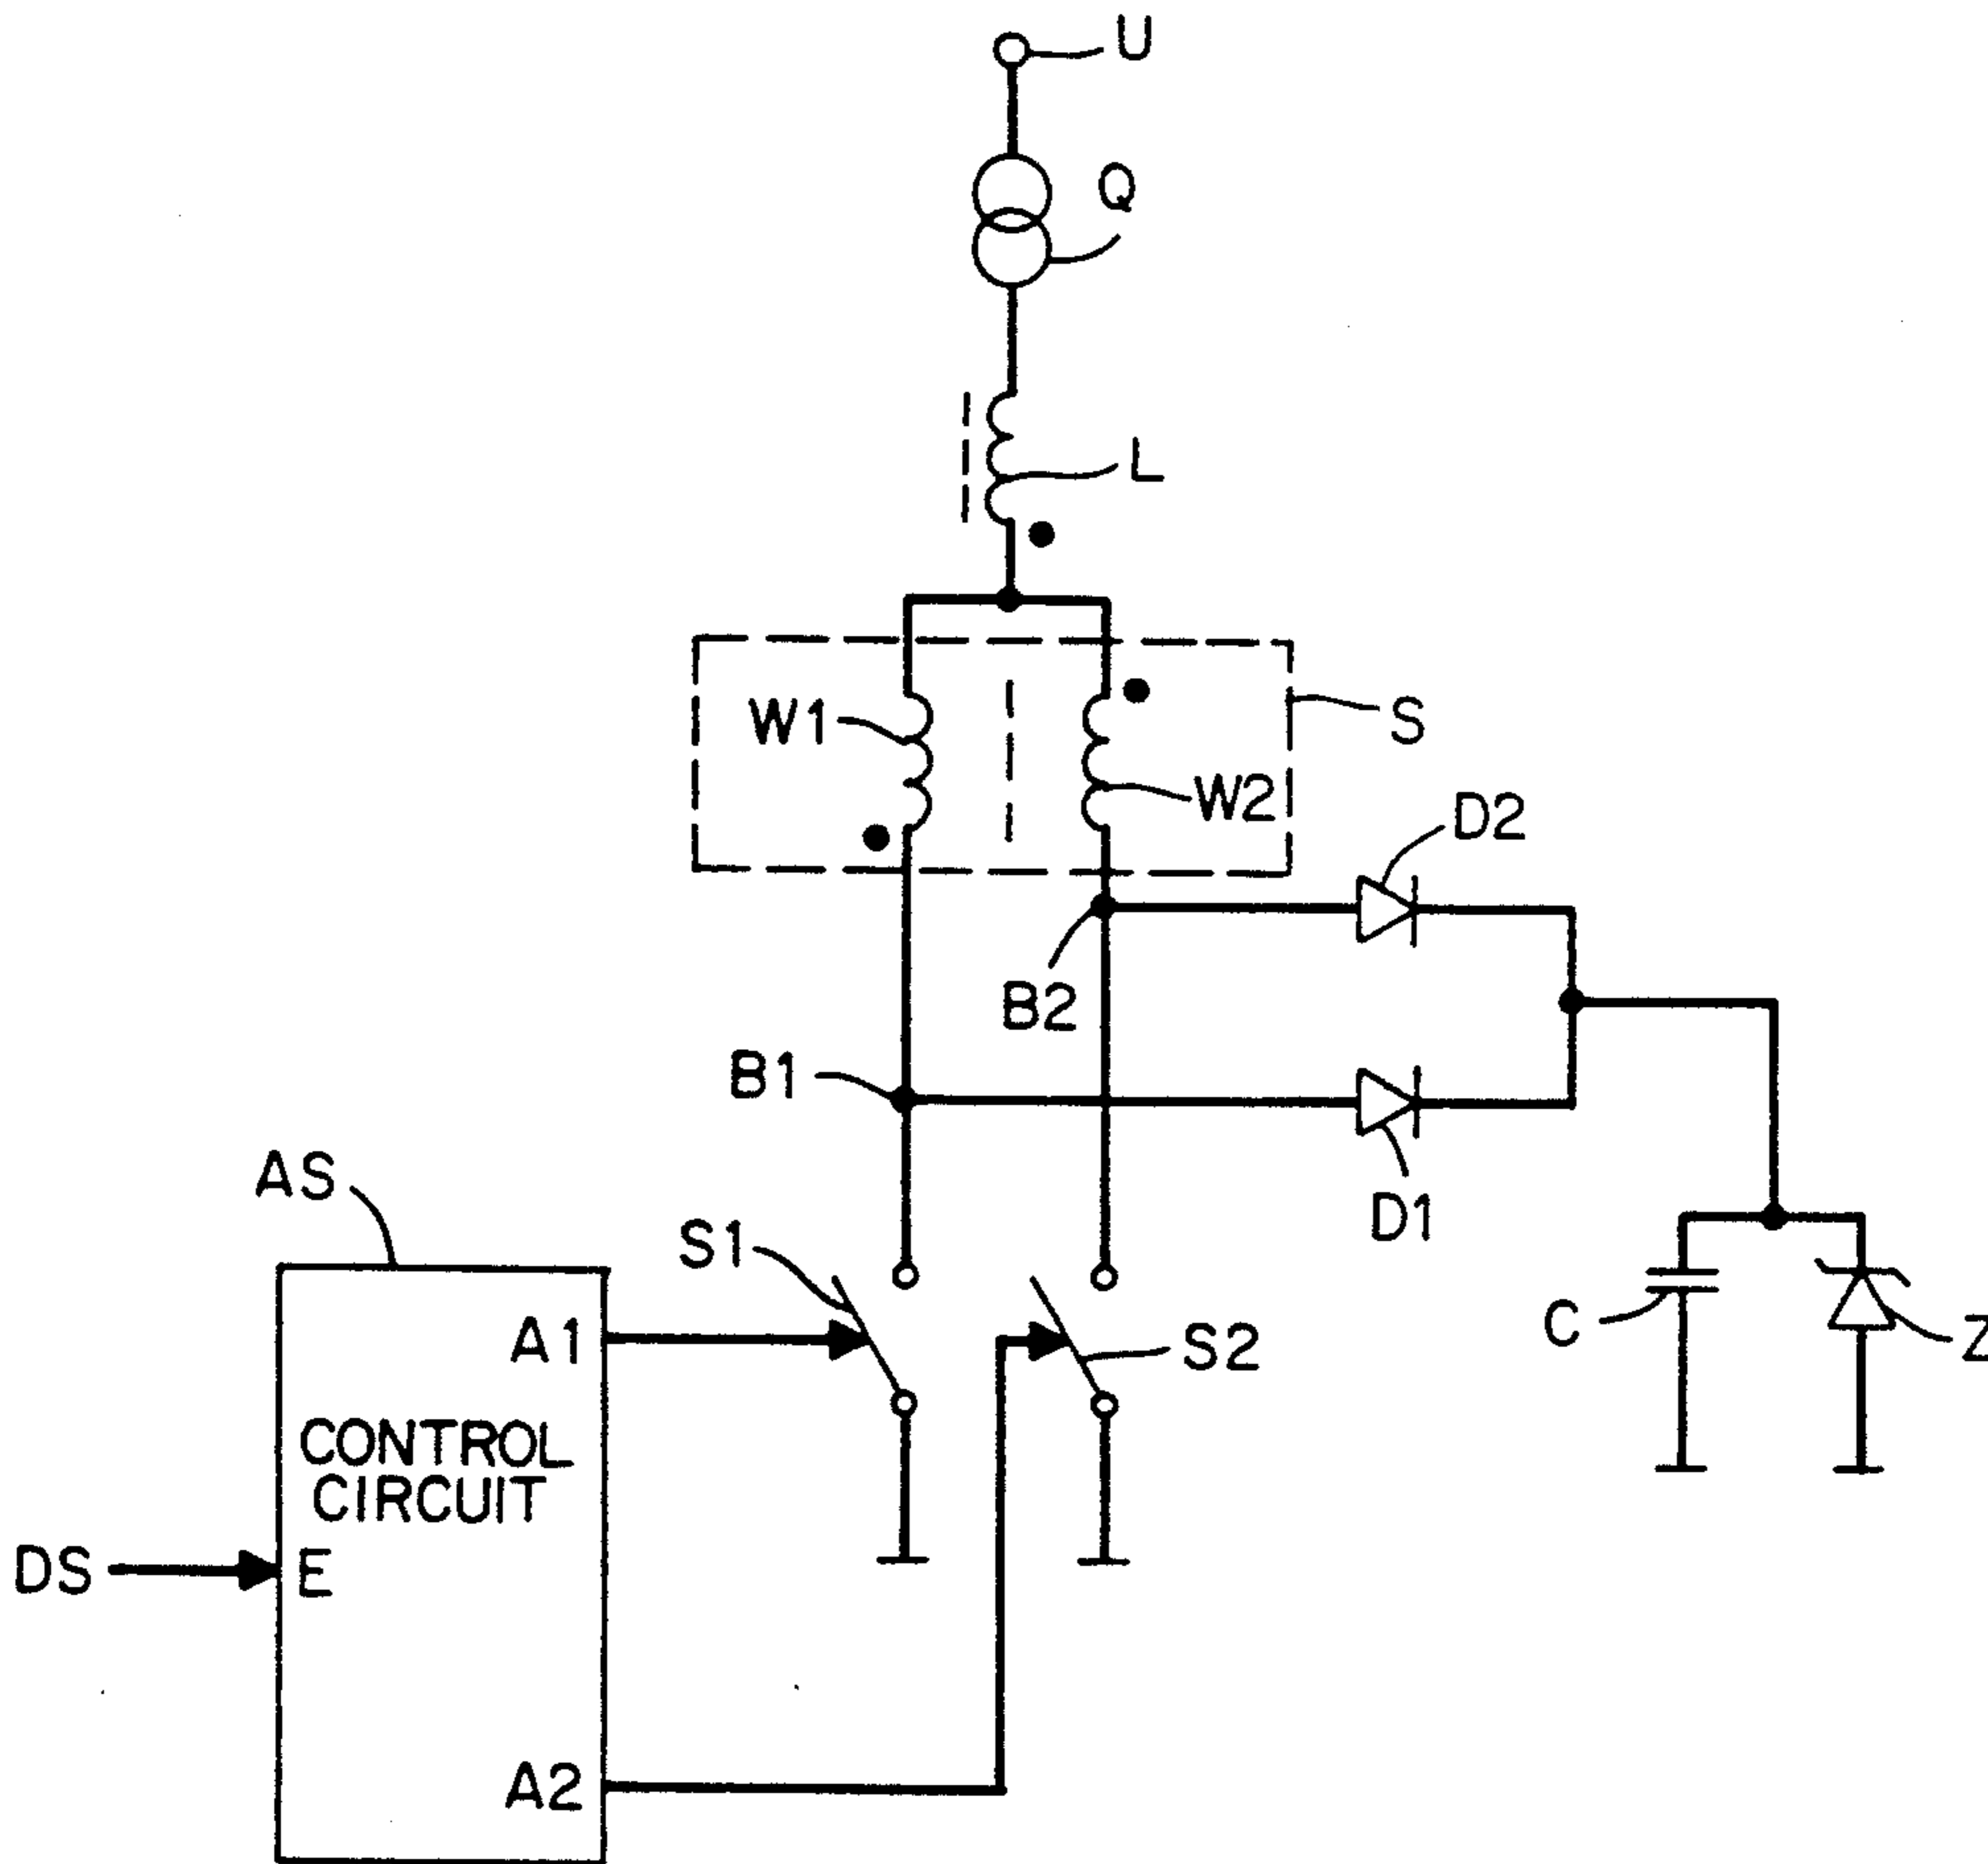 U
Q
L
W1
S
W2
D2
B2
B1
AS
D1
S1
A1
C
S2
Z
CONTROL
CIRCUIT
DS
E
A2